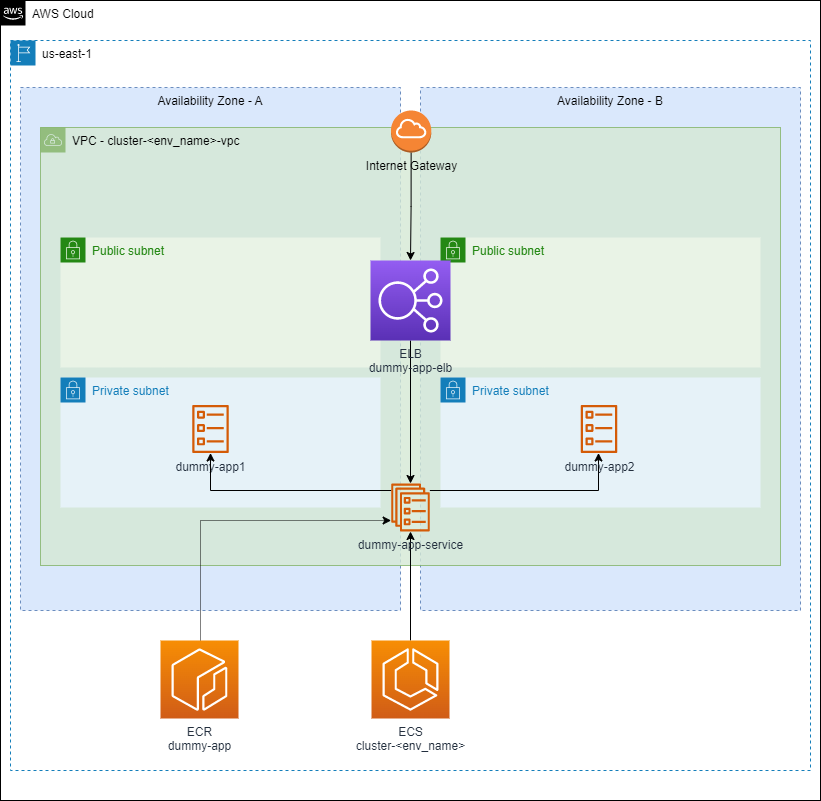 aws
AWS Cloud
us-east-1
Availability Zone - A
Availability Zone - B
VPC - cluster-<env_name>-vpc
Internet Gateway
Public subnet
Public subnet
ELB
dummy-app-elb
Private subnet
Private subnet
dummy-app1
dummy-app2
dummy-app-service
ECR
dummy-app
ECS
cluster-<env_name>